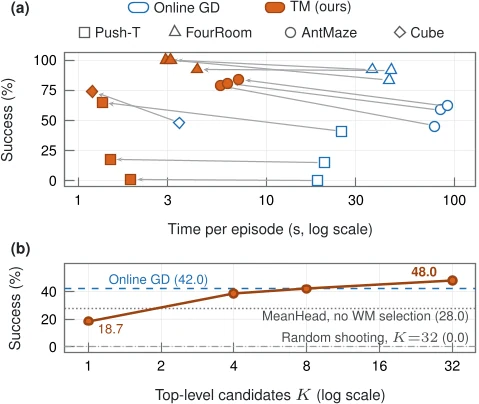 (a)
Online GD
TM (ours)
Push-T
FourRoom
AntMaze
Cube
Success (%)
100
75
50
25
0
1
3
10
30
100
Time per episode (s, log scale)
(b)
Success (%)
40
20
0
Online GD (42.0)
48.0
18.7
MeanHead, no WM selection (28.0)
Random shooting, K=32 (0.0)
1
2
4
8
16
32
Top-level candidates K (log scale)